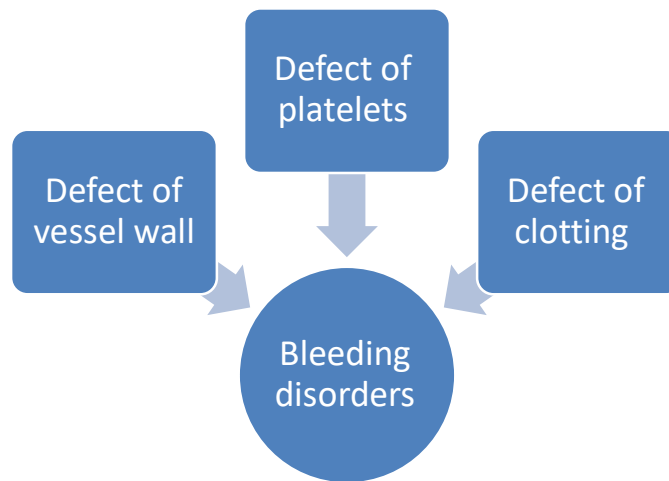 Defect of
platelets
Defect of
vessel wall
Defect of
clotting
Bleeding
disorders